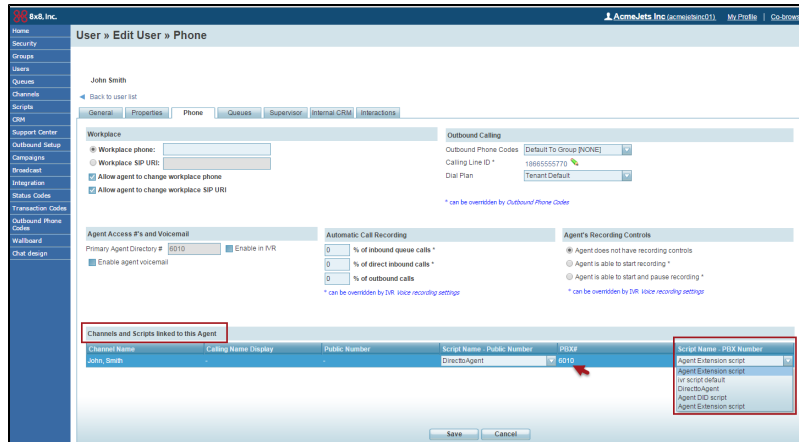 8x8, Inc.
AcmeJets Inc (acmejetsinc01) My Profile | Co-brows
Home
Security
Groups
Users
Queues
Channels
Scripts
CRM
Support Center
Outbound Setup
Campaigns
Broadcast
Integration
Status Codes
Transaction Codes
Outbound Phone
Codes
Wallboard
Chat design
User » Edit User » Phone
John Smith
Back to user list
General Properties Phone Queues Supervisor Internal CRM Interactions
Workplace
Workplace phone:
Workplace SIP URI:
Allow agent to change workplace phone
Allow agent to change workplace SIP URI
Outbound Calling
Outbound Phone Codes Default To Group [NONE]
Calling Line ID * 18665555770
Dial Plan Tenant Default
* can be overridden by Outbound Phone Codes
Agent Access #'s and Voicemail
Primary Agent Directory # 6010 Enable in IVR
Enable agent voicemail
Automatic Call Recording
0 % of inbound queue calls *
0 % of direct inbound calls *
0 % of outbound calls
* can be overridden by IVR Voice recording settings
Agent's Recording Controls
Agent does not have recording controls
Agent is able to start recording *
Agent is able to start and pause recording *
* can be overridden by IVR Voice recording settings
Channels and Scripts linked to this Agent
Channel Name Calling Name Display Public Number Script Name - Public Number PBX# Script Name - PBX Number
John, Smith - - DirecttoAgent 6010 Agent Extension script
Agent Extension script
ivr script default
DirecttoAgent
Agent DID script
Agent Extension script
Save Cancel